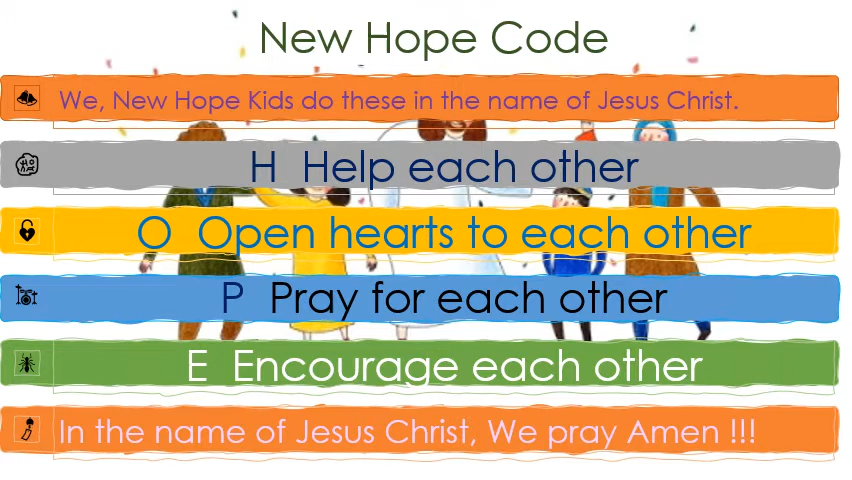 New Hope Code
We, New Hope Kids do these in the name of Jesus Christ.
H Help each other
O Open hearts to each other
P Pray for each other
E Encourage each other
In the name of Jesus Christ, We pray Amen !!!